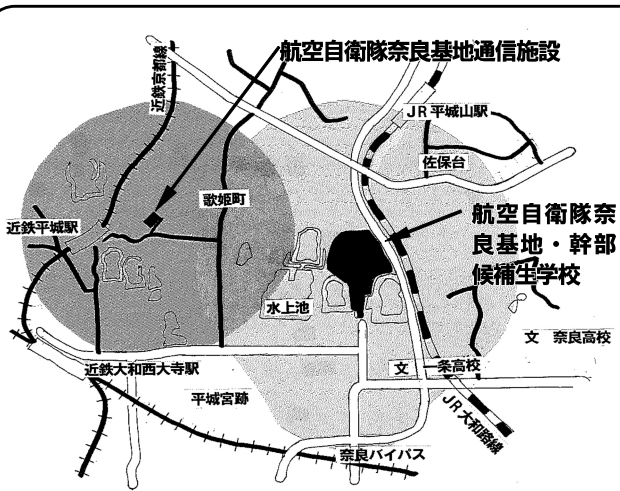 航空自衛隊奈良基地通信施設
近鉄京都線
JR平城山駅
佐保台
歌姫町
近鉄平城駅
航空自衛隊奈
良基地・幹部
候補生学校
水上池
文 奈良高校
文 一条高校
近鉄大和西大寺駅
平城宮跡
JR大和路線
奈良バイパス